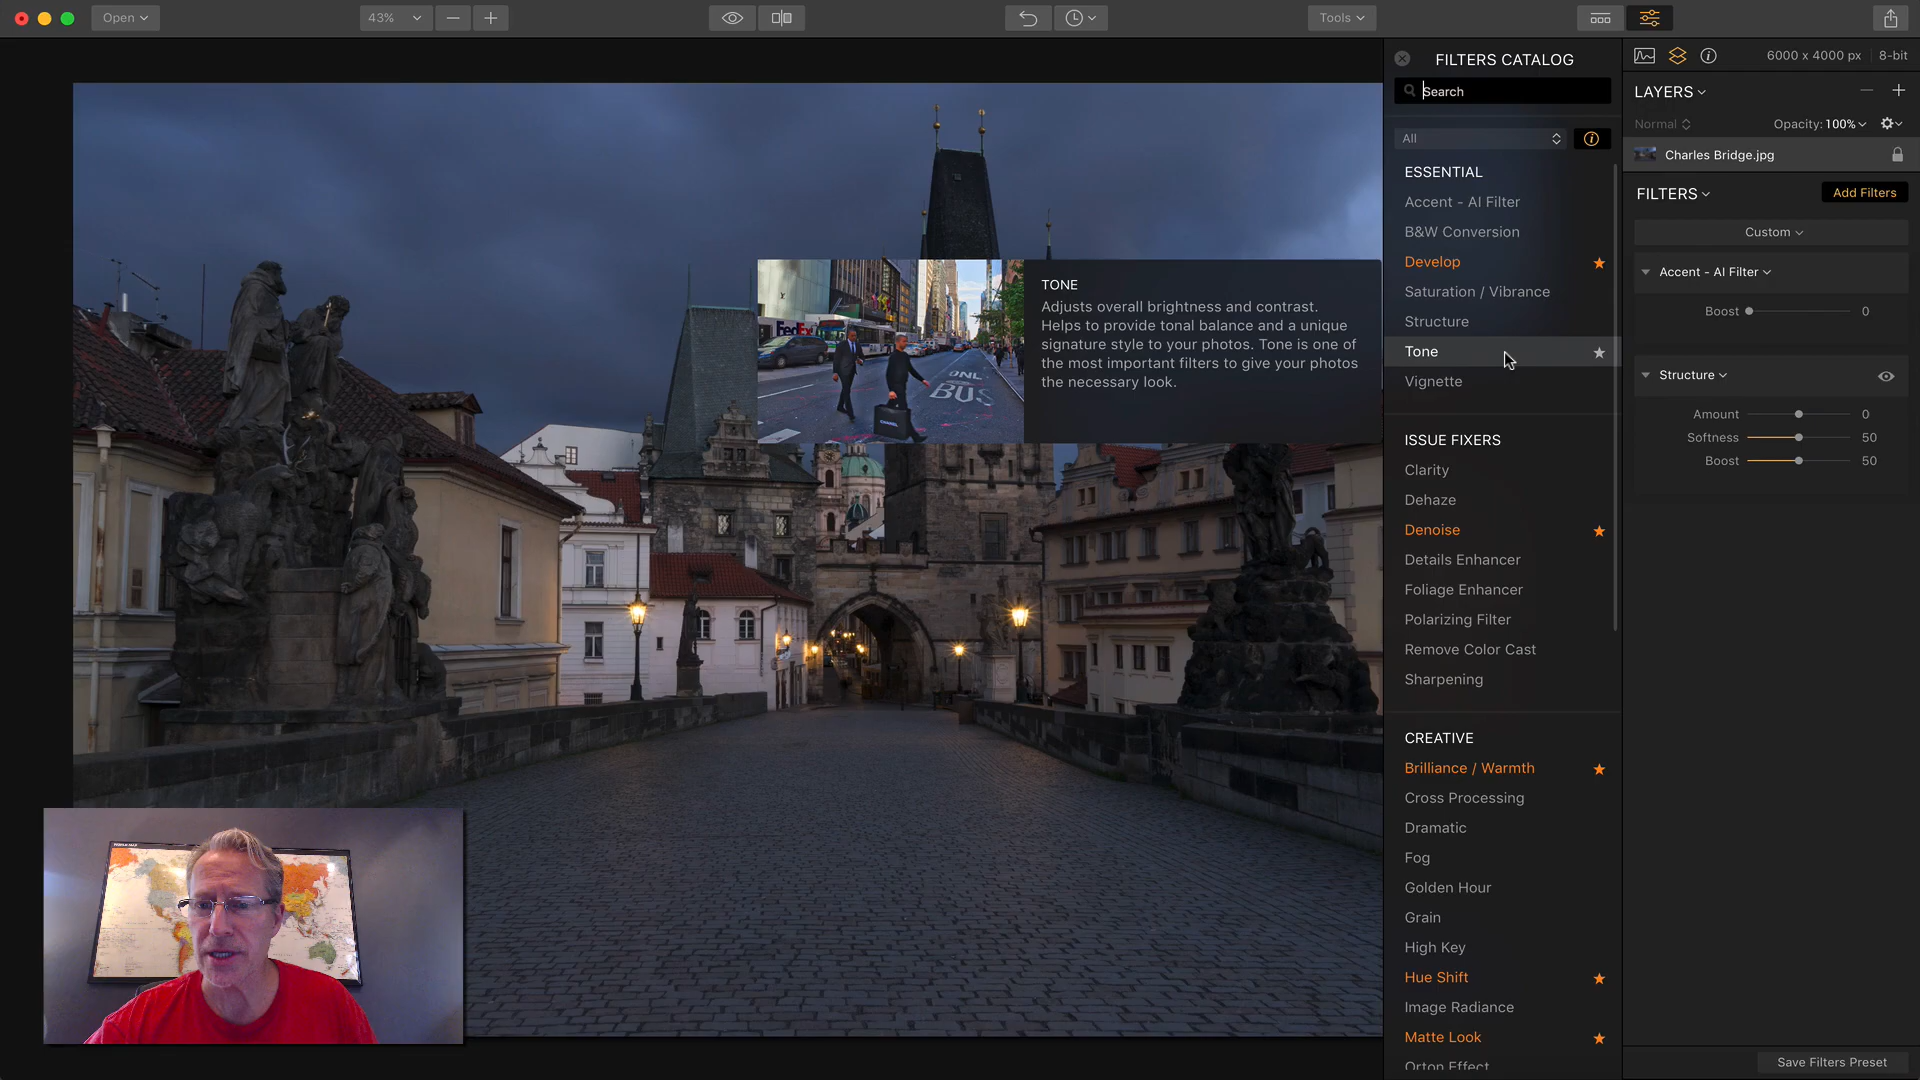 Open
43%
Tools
FILTERS CATALOG
Search
All
ESSENTIAL
Accent - AI Filter
B&W Conversion
Develop
Saturation / Vibrance
Structure
Tone
Vignette
ISSUE FIXERS
Clarity
Dehaze
Denoise
Details Enhancer
Foliage Enhancer
Polarizing Filter
Remove Color Cast
Sharpening
CREATIVE
Brilliance / Warmth
Cross Processing
Dramatic
Fog
Golden Hour
Grain
High Key
Hue Shift
Image Radiance
Matte Look
Orton Effect
TONE
Adjusts overall brightness and contrast.
Helps to provide tonal balance and a unique
signature style to your photos. Tone is one of
the most important filters to give your photos
the necessary look.
FedEx
ONL
BUS
CHANEL
6000 x 4000 px 8-bit
LAYERS
Normal Opacity: 100%
Charles Bridge.jpg
FILTERS Add Filters
Custom
Accent - AI Filter
Boost 0
Structure
Amount 0
Softness 50
Boost 50
Save Filters Preset